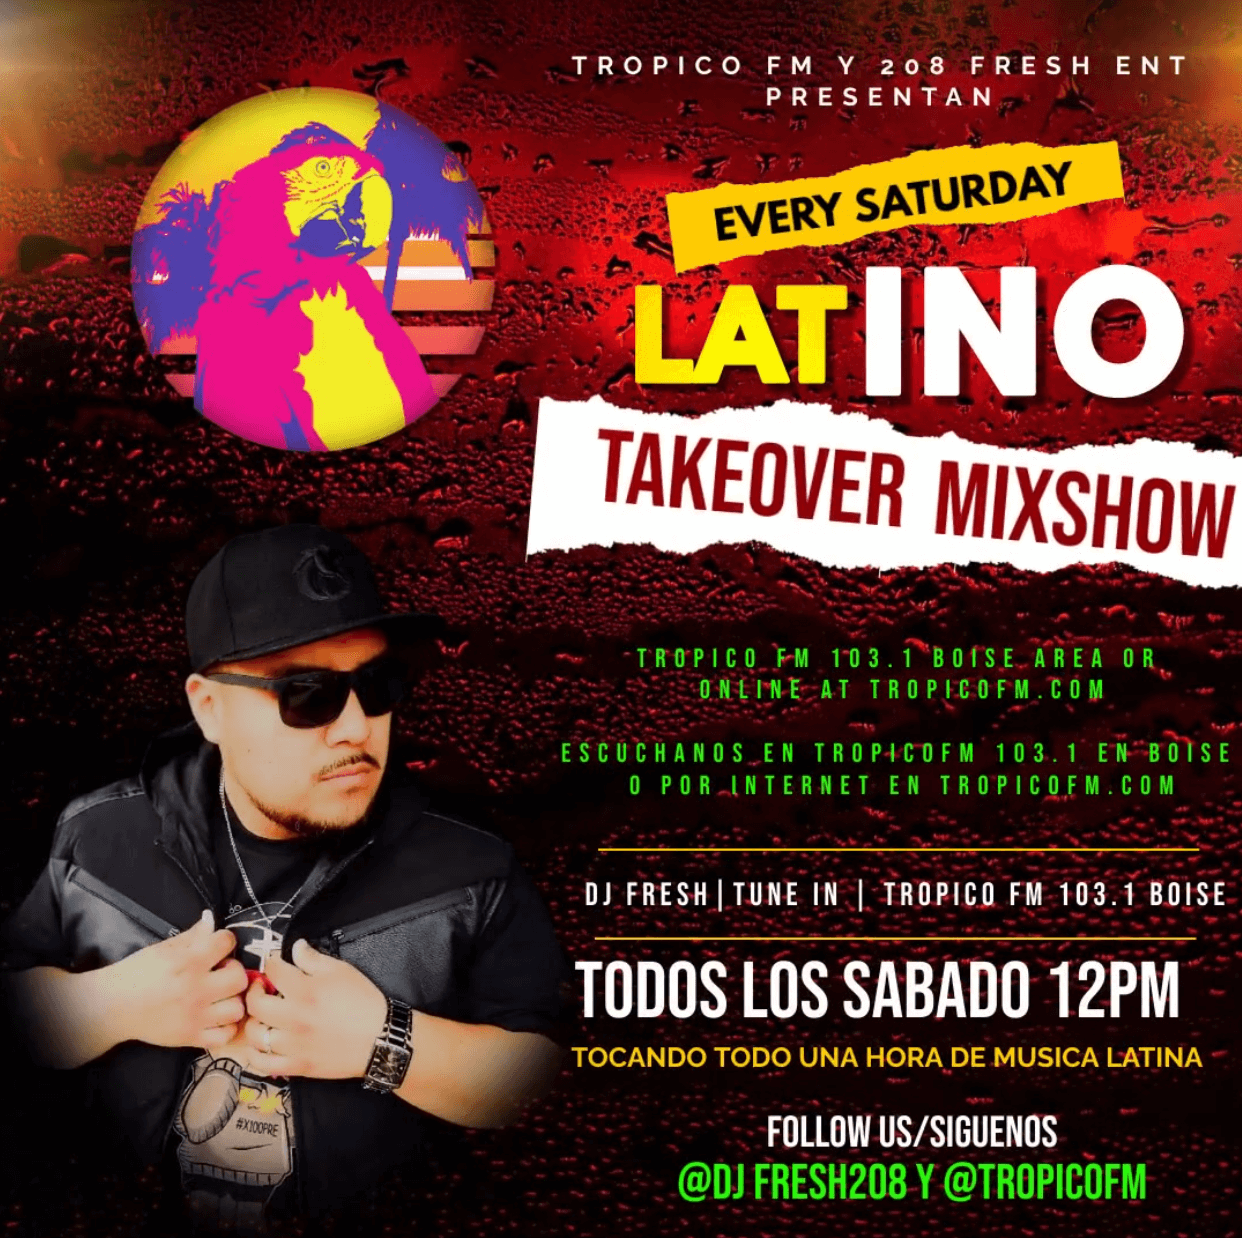 TROPICO FM Y 208 FRESH ENT
PRESENTAN
EVERY SATURDAY
LATINO
TAKEOVER MIXSHOW
TROPICO FM 103.1 BOISE AREA OR
ONLINE AT TROPICOFM.COM
ESCUCHANOS EN TROPICOFM 103.1 EN BOISE
O POR INTERNET EN TROPICOFM.COM
DJ FRESH|TUNE IN | TROPICO FM 103.1 BOISE
TODOS LOS SABADO 12PM
TOCANDO TODO UNA HORA DE MUSICA LATINA
#X100PRE
FOLLOW US/SIGUENOS
@DJ FRESH208 Y @TROPICOFM